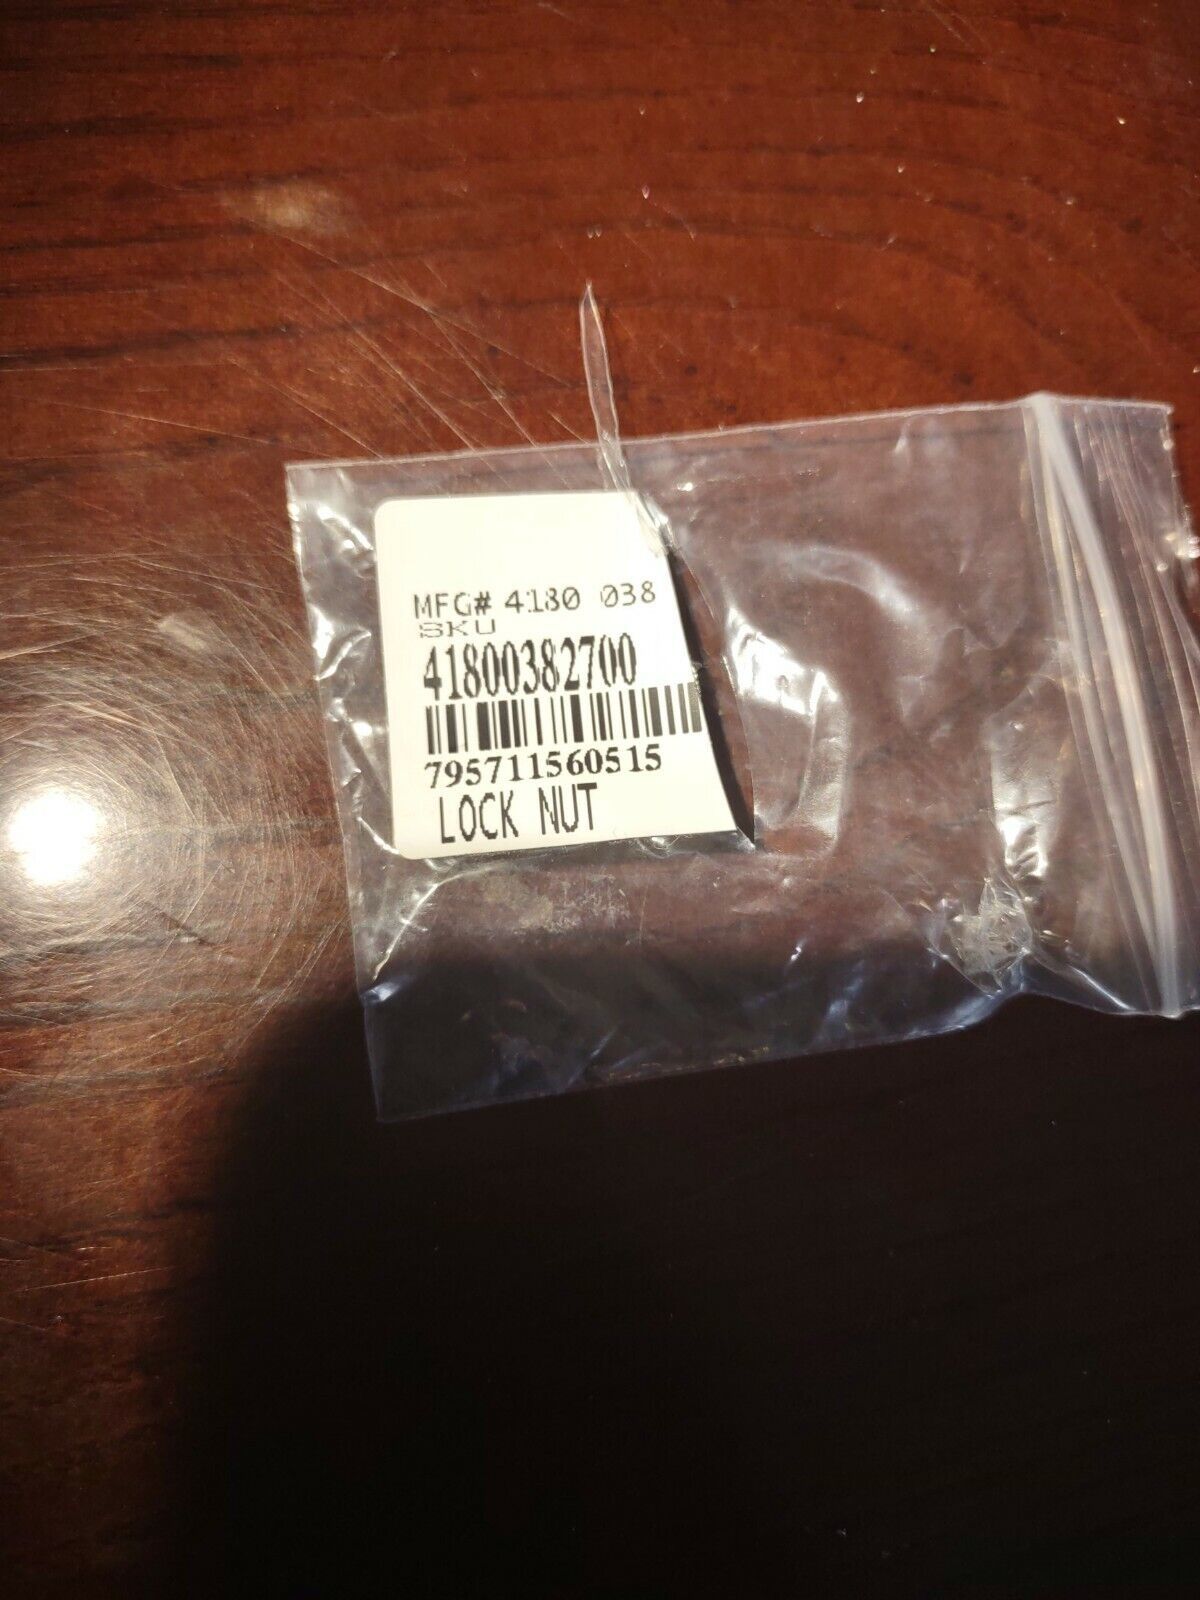 MFG# 4180 038
SKU
41800382700
795711560515
LOCK NUT